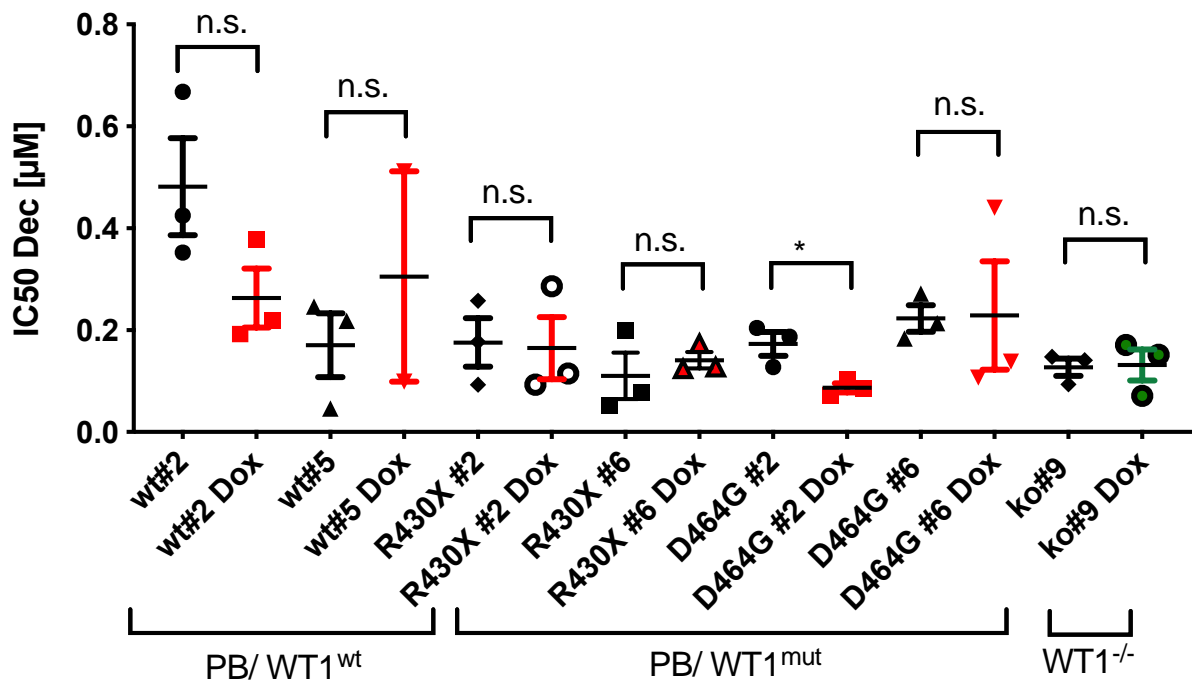 IC50 Dec [µM]
0.8
0.6
0.4
0.2
0.0
n.s.
n.s.
n.s.
n.s.
*
n.s.
n.s.
wt#2
wt#2 Dox
wt#5
wt#5 Dox
R430X #2
R430X #2 Dox
R430X #6
R430X #6 Dox
D464G #2
D464G #2 Dox
D464G #6
D464G #6 Dox
ko#9
ko#9 Dox
PB/ WT1wt
PB/ WT1mut
WT1-/-